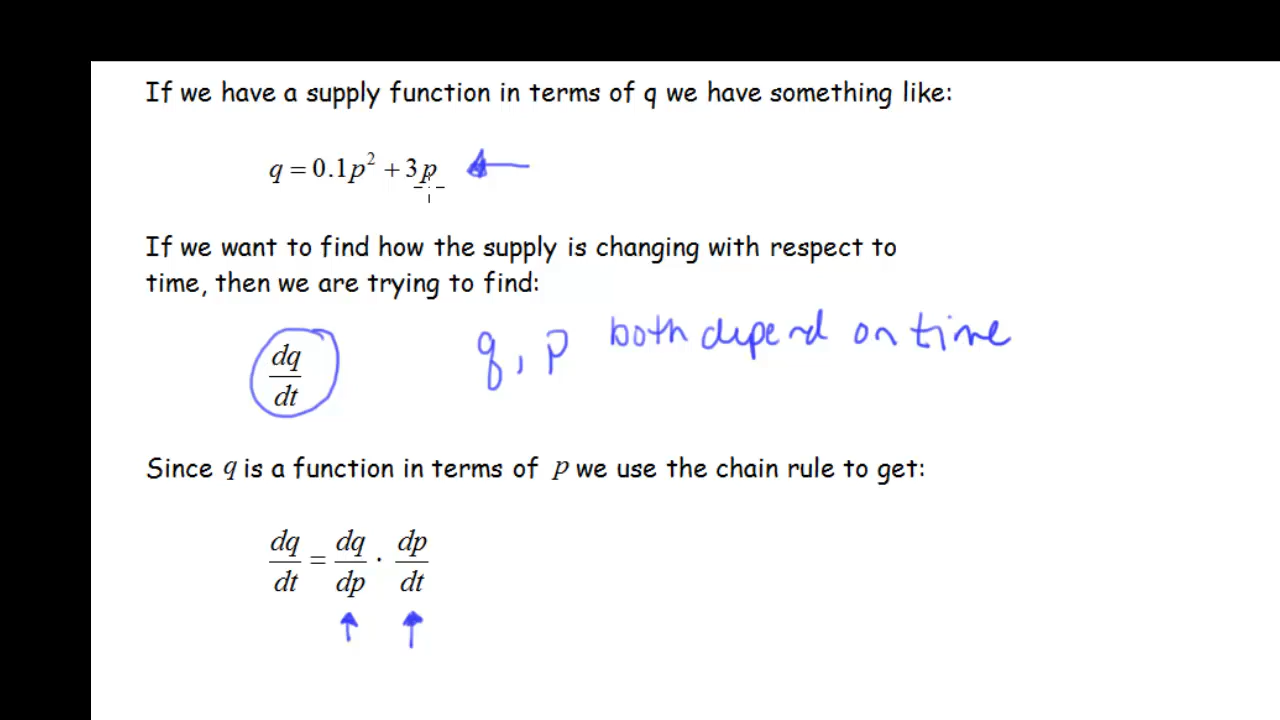 If we have a supply function in terms of q we have something like:
q = 0.1p² + 3p
If we want to find how the supply is changing with respect to
time, then we are trying to find:
dq/dt
q, p both depend on time
Since q is a function in terms of p we use the chain rule to get:
dq/dt = dq/dp · dp/dt